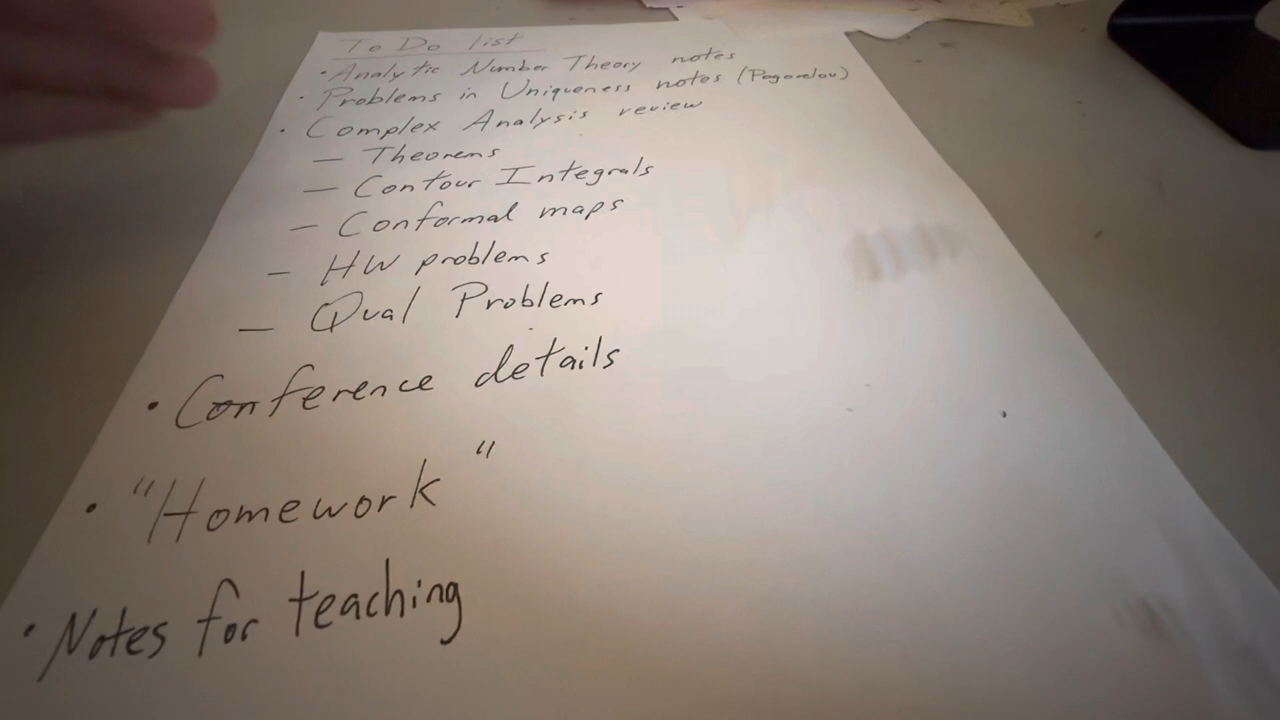 To Do list
• Analytic Number Theory notes
• Problems in Uniqueness notes (Pogorelov)
• Complex Analysis review
— Theorems
— Contour Integrals
— Conformal maps
— HW problems
— Qual Problems
• Conference details
• "Homework"
• Notes for teaching